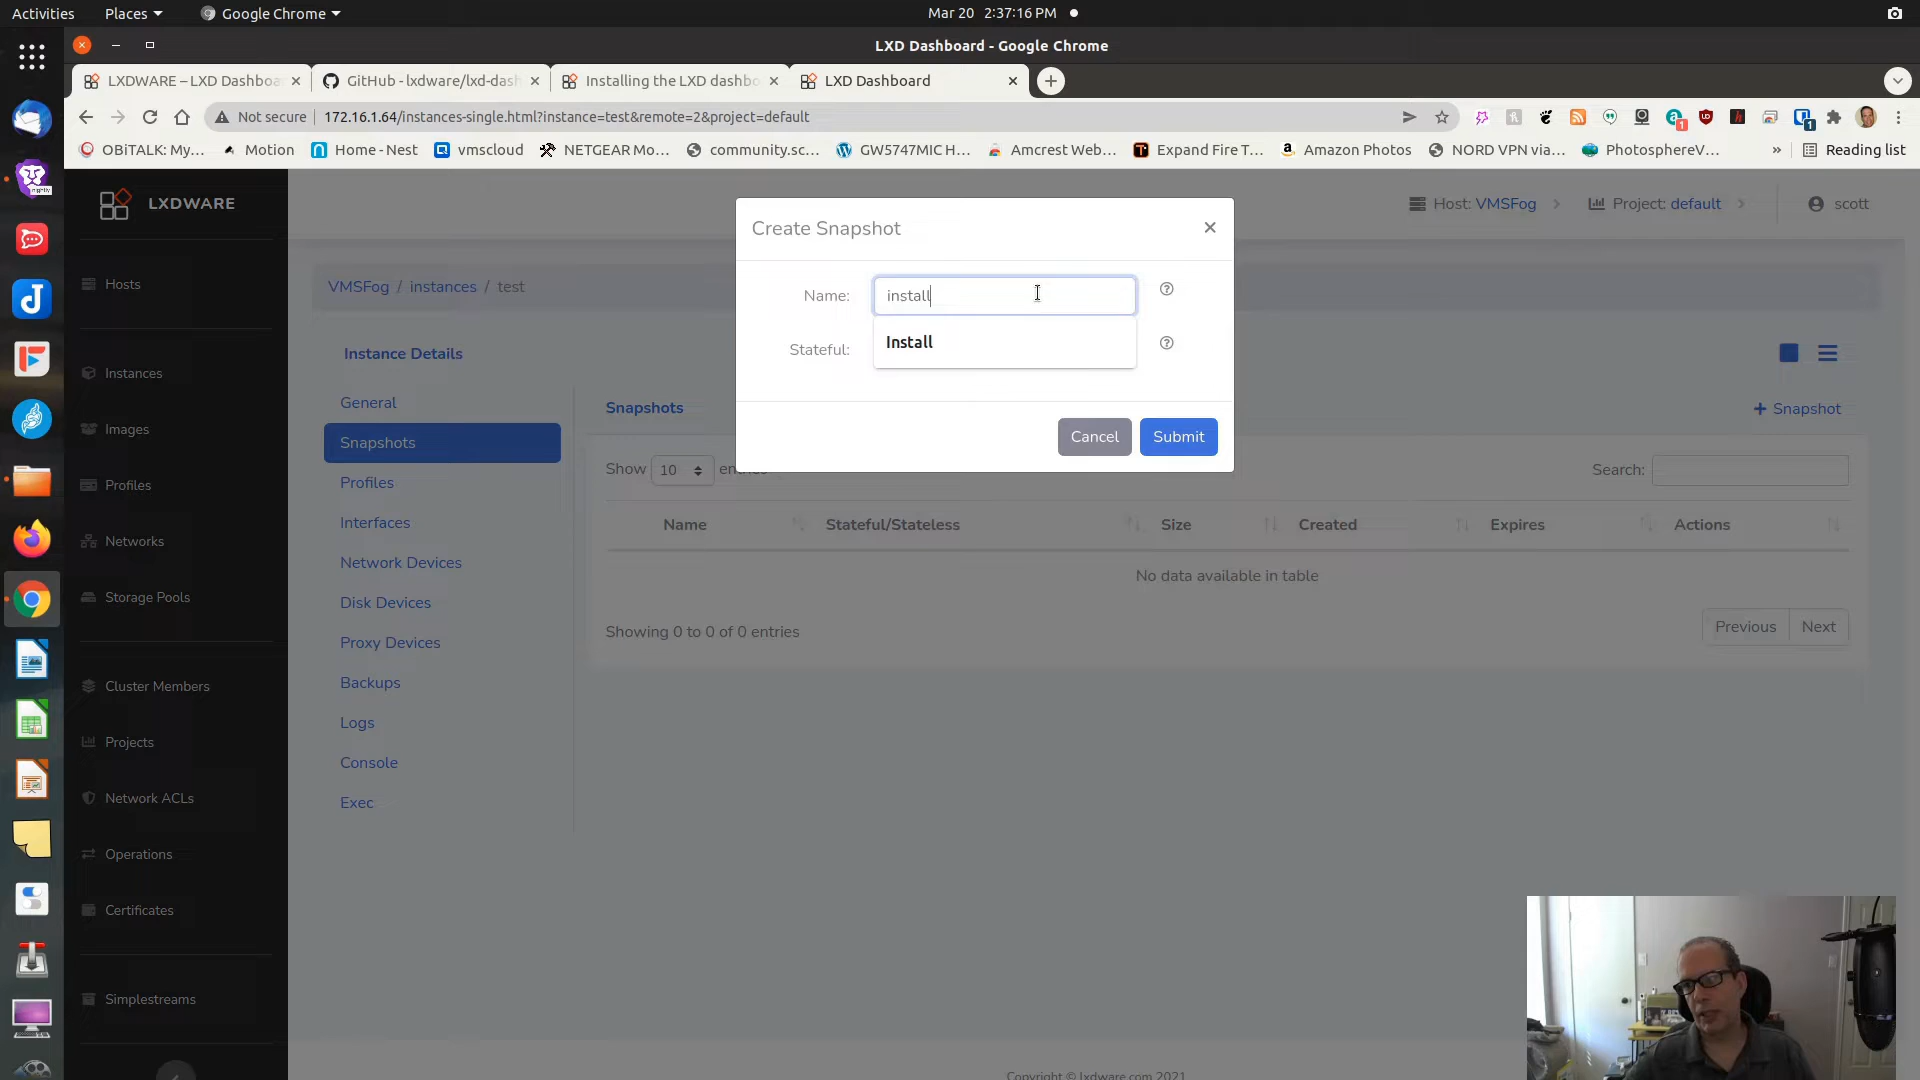 Activities Places Google Chrome Mar 20 2:37:16 PM
LXD Dashboard - Google Chrome
LXDWARE – LXD Dashboa GitHub - lxdware/lxd-dash Installing the LXD dashbo LXD Dashboard
Not secure 172.16.1.64/instances-single.html?instance=test&remote=2&project=default
OBiTALK: My... Motion Home - Nest vmscloud NETGEAR Mo... community.sc... GW5747MIC H... Amcrest Web... Expand Fire T... Amazon Photos NORD VPN via... PhotosphereV... » Reading list
LXDWARE
Host: VMSFog Project: default scott
Create Snapshot
Name: install
Install
Stateful:
Cancel Submit
VMSFog / instances / test
Hosts
Instances
Images
Profiles
Networks
Storage Pools
Cluster Members
Projects
Network ACLs
Operations
Certificates
Simplestreams
Instance Details
General
Snapshots
Profiles
Interfaces
Network Devices
Disk Devices
Proxy Devices
Backups
Logs
Console
Exec
Snapshots + Snapshot
Show 10 entries Search:
Name Stateful/Stateless Size Created Expires Actions
No data available in table
Showing 0 to 0 of 0 entries Previous Next
Copyright © lxdware.com 2021